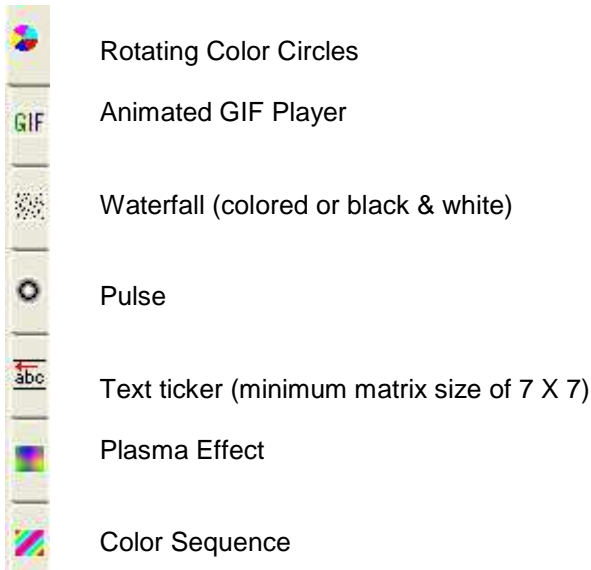 Rotating Color Circles
GIF Animated GIF Player
Waterfall (colored or black & white)
Pulse
abc Text ticker (minimum matrix size of 7 X 7)
Plasma Effect
Color Sequence